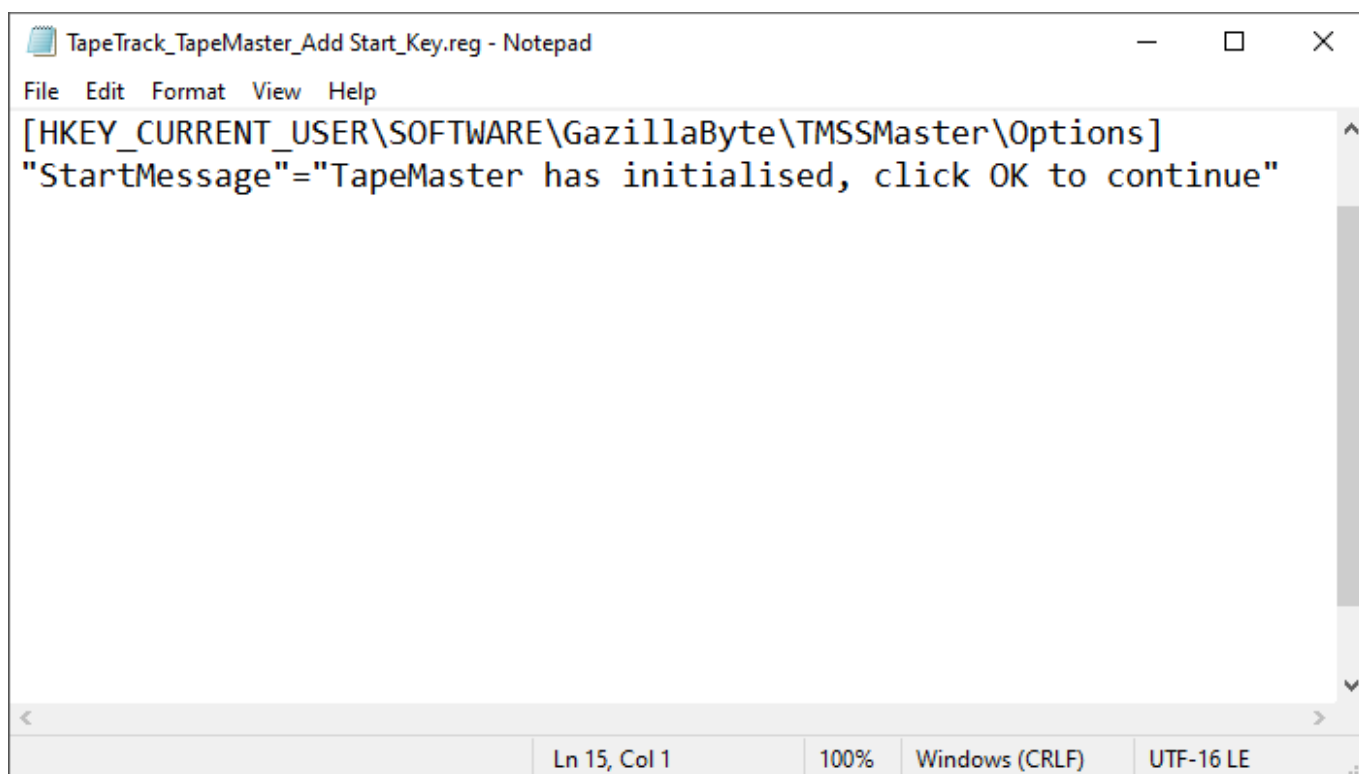 TapeTrack_TapeMaster_Add Start_Key.reg - Notepad
File Edit Format View Help
[HKEY_CURRENT_USER\SOFTWARE\GazillaByte\TMSSMaster\Options]
"StartMessage"="TapeMaster has initialised, click OK to continue"
Ln 15, Col 1 100% Windows (CRLF) UTF-16 LE